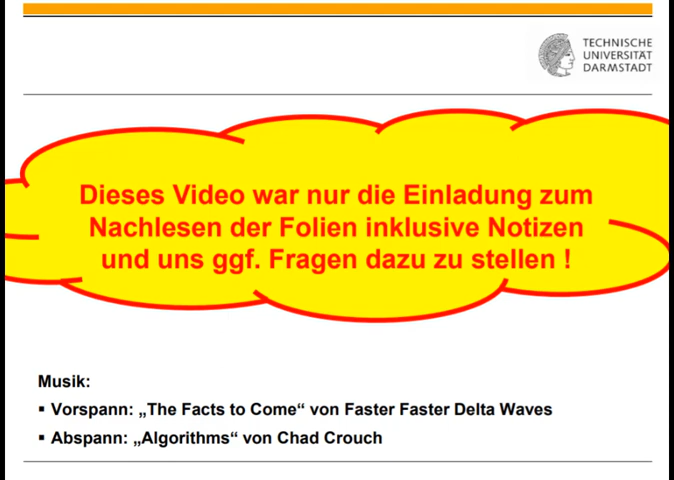 TECHNISCHE
UNIVERSITÄT
DARMSTADT
Dieses Video war nur die Einladung zum
Nachlesen der Folien inklusive Notizen
und uns ggf. Fragen dazu zu stellen !
Musik:
▪ Vorspann: „The Facts to Come“ von Faster Faster Delta Waves
▪ Abspann: „Algorithms“ von Chad Crouch